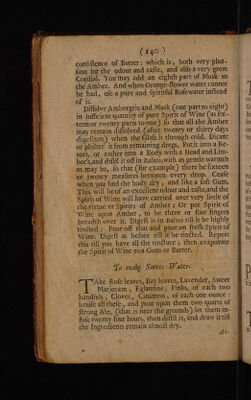 (240)
consistence of Butter; which is, both very plea-
sant for the odour and taste, and also a very great
Cordial. You may add an eighth part of Musk to
the Amber. And when Orange-flower water cannot
be had, use a pure and spiritful Rosewater instead
of it.
Dissolve Ambergris and Musk (one part to eight)
in sufficient quantity of pure Spirit of Wine (as six-
teen or twenty parts to one) so that all the Amber
may remain dissolved (after twenty or thirty days
digestion) when the Glass is through cold. Decant
or philter it from remaining dregs. Put it into a Re-
tort, or rather into a Body with a Head and Lim-
beck, and distil it off in Balneo, with as gentle warmth
as may be, so that (for example) there be sixteen
or twenty measures between every drop. Cease
when you find the body dry, and like a fost Gum.
This will be of an excellent odour and taste, and the
Spirit of Wine will have carried over very little of
the virtue or Spirits of Amber; Or put Spirit of
Wine upon Amber, to be three or four fingers
breadth over it. Digest it in Balneo till it be highly
tincted: Pour off that and pour on fresh Spirit of
Wine. Digest as before till it be tincted. Repeat
this till you have all the tincture; then evaporate
the Spirit of Wine to a Gum or Butter.
To make Sweet Water.
TAke Rose leaves, Bay leaves, Lavender, Sweet
Marjoram, Eglantine, Pinks, of each two
handfuls, Cloves, Cinamon, of each one ounce:
bruise all these, and pour upon them two quarts of
strong Ale, (that is near the grounds) let them in-
fuse twenty four hours, then distil it, and draw it till
the Ingredients remain almost dry.